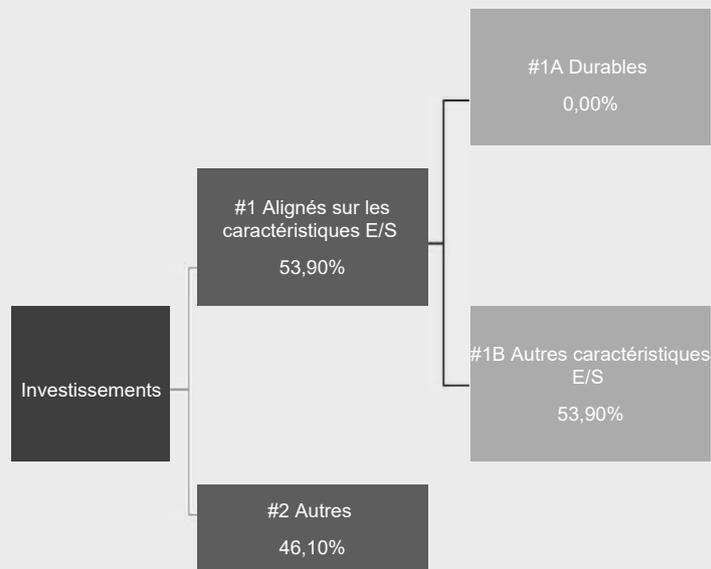 #1A Durables
0,00%
#1 Alignés sur les
caractéristiques E/S
53,90%
Investissements
#1B Autres caractéristiques
E/S
53,90%
#2 Autres
46,10%